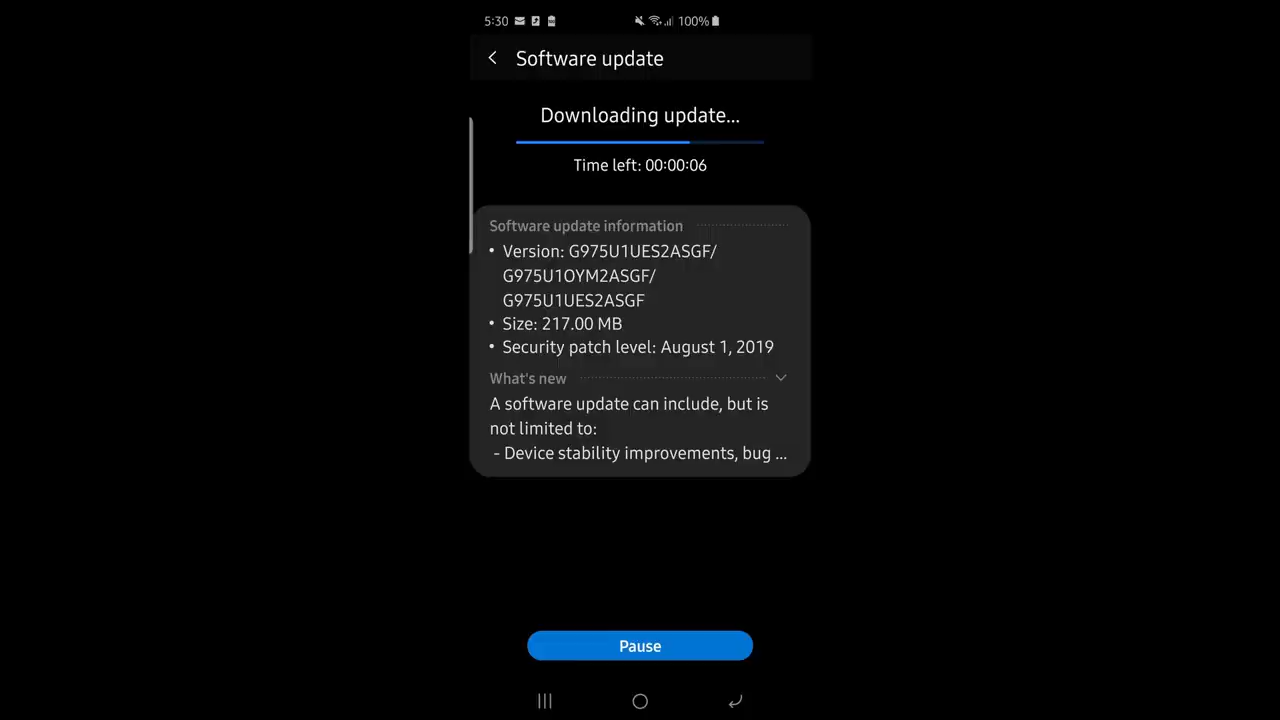 5:30 100%
Software update
Downloading update...
Time left: 00:00:06
Software update information
• Version: G975U1UES2ASGF/
G975U1OYM2ASGF/
G975U1UES2ASGF
• Size: 217.00 MB
• Security patch level: August 1, 2019
What's new
A software update can include, but is
not limited to:
- Device stability improvements, bug ...
Pause